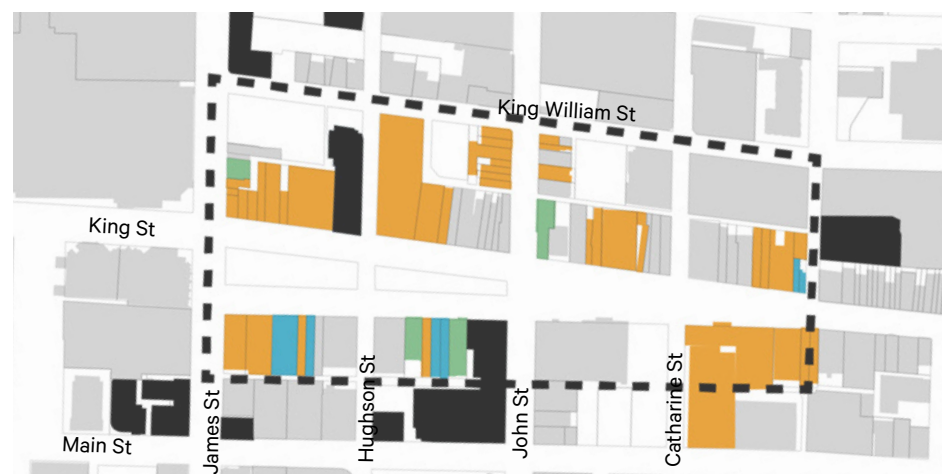 King William St
King St
Main St
James St
Hughson St
John St
Catharine St